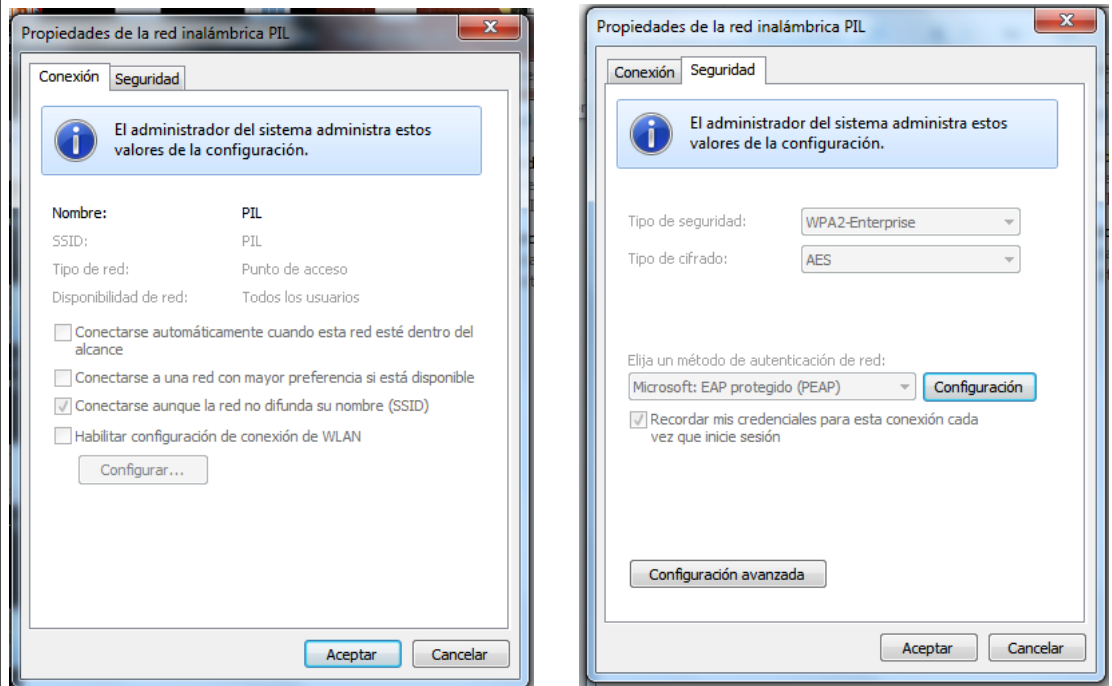 Propiedades de la red inalámbrica PIL
Conexión
Seguridad
El administrador del sistema administra estos
valores de la configuración.
Nombre: PIL
SSID: PIL
Tipo de red: Punto de acceso
Disponibilidad de red: Todos los usuarios
Conectarse automáticamente cuando esta red esté dentro del
alcance
Conectarse a una red con mayor preferencia si está disponible
Conectarse aunque la red no difunda su nombre (SSID)
Habilitar configuración de conexión de WLAN
Configurar...
Aceptar
Cancelar
Propiedades de la red inalámbrica PIL
Conexión
Seguridad
El administrador del sistema administra estos
valores de la configuración.
Tipo de seguridad: WPA2-Enterprise
Tipo de cifrado: AES
Elija un método de autenticación de red:
Microsoft: EAP protegido (PEAP)
Configuración
Recordar mis credenciales para esta conexión cada
vez que inicie sesión
Configuración avanzada
Aceptar
Cancelar